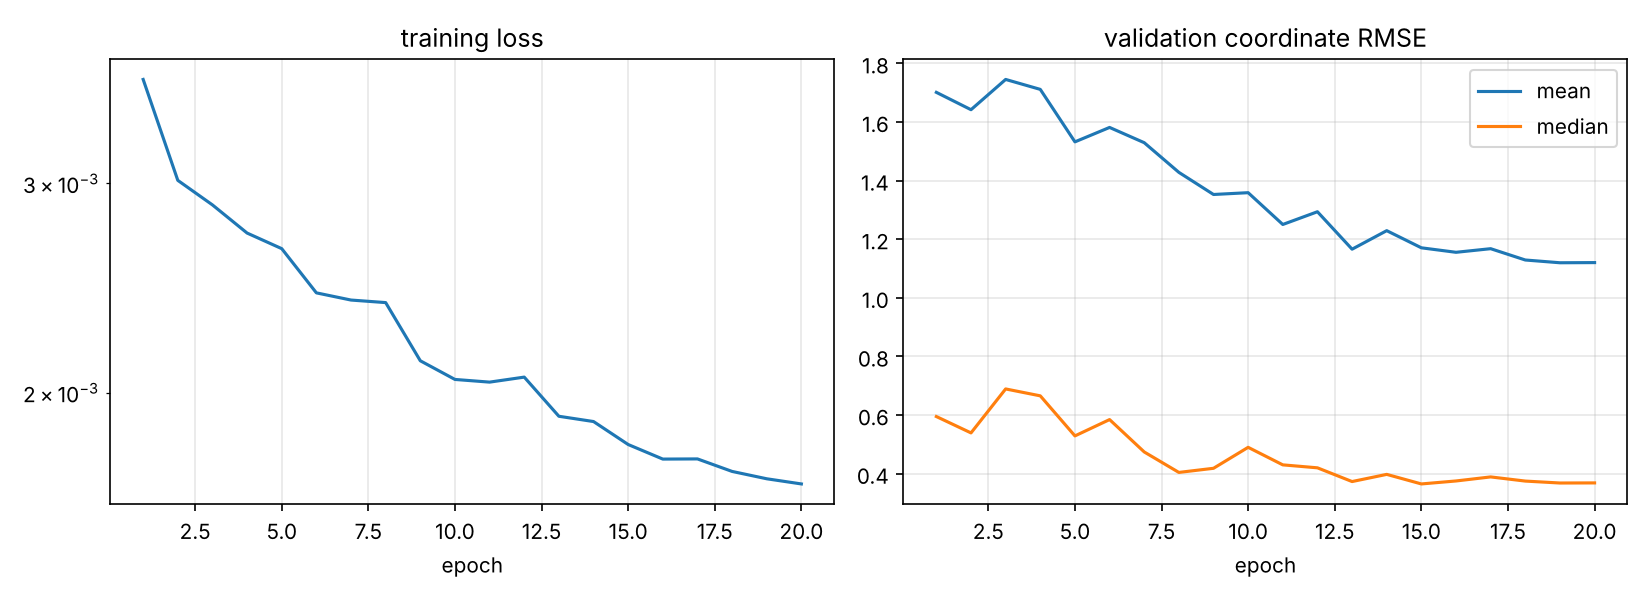 training loss
3 × 10⁻³
2 × 10⁻³
2.5 5.0 7.5 10.0 12.5 15.0 17.5 20.0
epoch
validation coordinate RMSE
1.8
1.6
1.4
1.2
1.0
0.8
0.6
0.4
mean
median
2.5 5.0 7.5 10.0 12.5 15.0 17.5 20.0
epoch